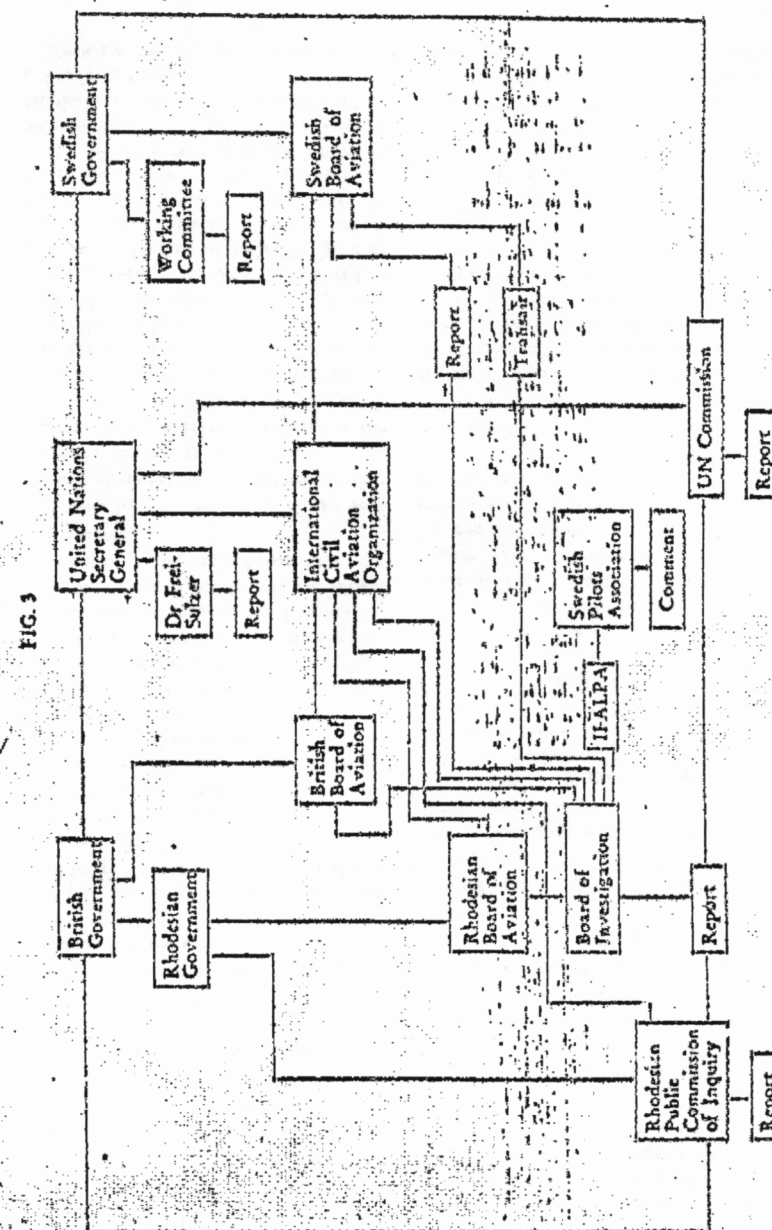 FIG. 3
British
Government
United Nations
Secretary
General
Swedish
Government
Rhodesian
Government
Dr Frei-
Sulzer
Report
Working
Committee
Report
British
Board of
Aviation
International
Civil
Aviation
Organization
Swedish
Board of
Aviation
Rhodesian
Board of
Aviation
Report
Transair
Board of
Investigation
IFALPA
Swedish
Pilots
Association
Comment
Rhodesian
Public
Commission
of Inquiry
Report
Report
UN Commission
Report